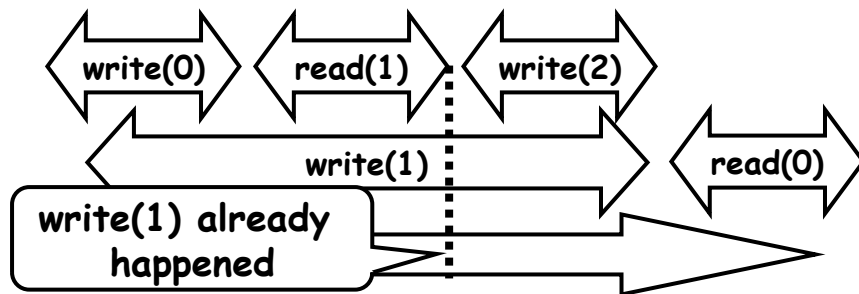 write(0) read(1) write(2)
write(1) read(0)
write(1) already
happened